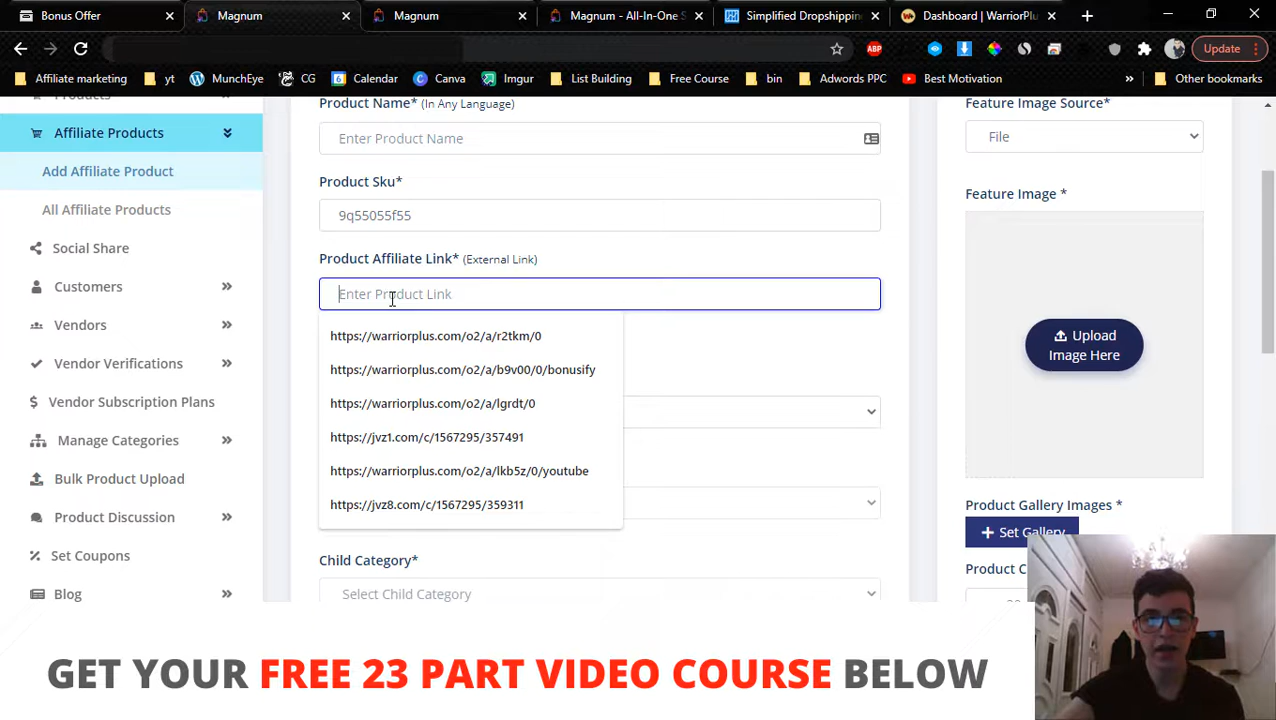 Bonus Offer
Magnum
Magnum
Magnum - All-In-One S
Simplified Dropshippin
Dashboard | WarriorPlu
Update
Affiliate marketing
yt
MunchEye
CG
Calendar
Canva
Imgur
List Building
Free Course
bin
Adwords PPC
Best Motivation
Other bookmarks
ABP
Products
Affiliate Products
Add Affiliate Product
All Affiliate Products
Social Share
Customers
Vendors
Vendor Verifications
Vendor Subscription Plans
Manage Categories
Bulk Product Upload
Product Discussion
Set Coupons
Blog
Product Name* (In Any Language)
Enter Product Name
Product Sku*
9q55055f55
Product Affiliate Link* (External Link)
Enter Product Link
https://warriorplus.com/o2/a/r2tkm/0
https://warriorplus.com/o2/a/b9v00/0/bonusify
https://warriorplus.com/o2/a/lgrdt/0
https://jvz1.com/c/1567295/357491
https://warriorplus.com/o2/a/lkb5z/0/youtube
https://jvz8.com/c/1567295/359311
Child Category*
Select Child Category
Feature Image Source*
File
Feature Image *
Upload
Image Here
Product Gallery Images *
Set Gallery
Product C
GET YOUR FREE 23 PART VIDEO COURSE BELOW